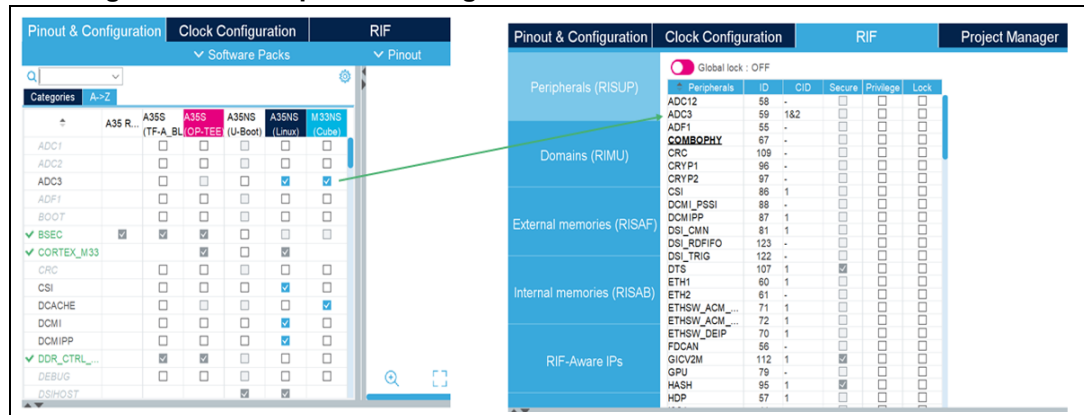 Pinout & Configuration Clock Configuration RIF
Software Packs Pinout
Categories A->Z
A35 R... A35S (TF-A_BL A35S (OP-TEE) A35NS (U-Boot) A35NS (Linux) M33NS (Cube)
ADC1
ADC2
ADC3
ADF1
BOOT
BSEC
CORTEX_M33
CRC
CSI
DCACHE
DCMI
DCMIPP
DDR_CTRL_...
DEBUG
DSIHOST
Pinout & Configuration Clock Configuration RIF Project Manager
Peripherals (RISUP)
Domains (RIMU)
External memories (RISAF)
Internal memories (RISAB)
RIF-Aware IPs
Global lock : OFF
Peripherals ID CID Secure Privilege Lock
ADC12 58 -
ADC3 59 1&2
ADF1 55 -
COMBOPHY 67 -
CRC 109 -
CRYP1 96 -
CRYP2 97 -
CSI 86 1
DCMI_PSSI 88 -
DCMIPP 87 1
DSI_CMN 81 1
DSI_RDFIFO 123 -
DSI_TRIG 122 -
DTS 107 1
ETH1 60 1
ETH2 61 -
ETHSW_ACM_... 71 1
ETHSW_ACM_... 72 1
ETHSW_DEIP 70 1
FDCAN 56 -
GICV2M 112 1
GPU 79 -
HASH 95 1
HDP 57 1